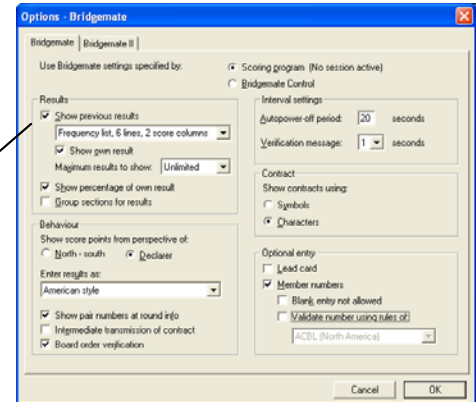 Options - Bridgemate
Bridgemate Bridgemate II
Use Bridgemate settings specified by: Scoring program (No session active)
Bridgemate Control
Results
Show previous results
Frequency list, 6 lines, 2 score columns
Show own result
Maximum results to show: Unlimited
Show percentage of own result
Group sections for results
Interval settings
Autopower-off period: 20 seconds
Verification message: 1 seconds
Contract
Show contracts using:
Symbols
Characters
Behaviour
Show score points from perspective of:
North - south Declarer
Enter results as:
American style
Show pair numbers at round info
Intermediate transmission of contract
Board order verification
Optional entry
Lead card
Member numbers
Blank entry not allowed
Validate number using rules of:
ACBL (North America)
Cancel OK